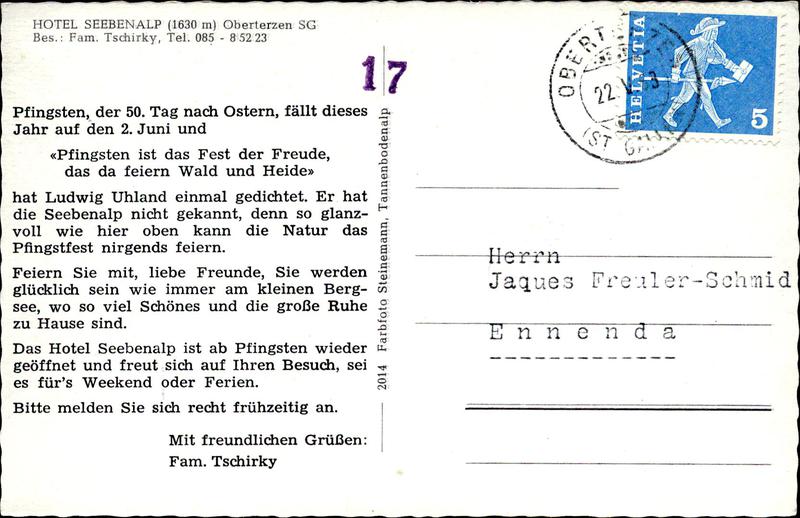 HOTEL SEEBENALP (1630 m) Oberterzen SG
Bes.: Fam. Tschirky, Tel. 085 - 8 52 23
17
Pfingsten, der 50. Tag nach Ostern, fällt dieses
Jahr auf den 2. Juni und
«Pfingsten ist das Fest der Freude,
das da feiern Wald und Heide»
hat Ludwig Uhland einmal gedichtet. Er hat
die Seebenalp nicht gekannt, denn so glanz-
voll wie hier oben kann die Natur das
Pfingstfest nirgends feiern.
Feiern Sie mit, liebe Freunde, Sie werden
glücklich sein wie immer am kleinen Berg-
see, wo so viel Schönes und die große Ruhe
zu Hause sind.
Das Hotel Seebenalp ist ab Pfingsten wieder
geöffnet und freut sich auf Ihren Besuch, sei
es für's Weekend oder Ferien.
Bitte melden Sie sich recht frühzeitig an.
Mit freundlichen Grüßen:
Fam. Tschirky
2014 Farbfoto Steinemann, Tannenbodenalp
HELVETIA
5
22.
(ST GALL
Herrn
Jaques Freuler-Schmid
Ennenda